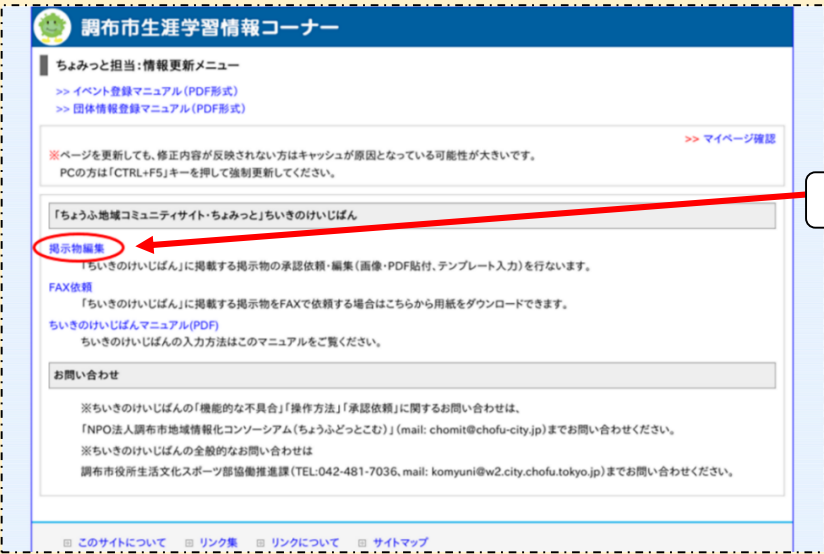 調布市生涯学習情報コーナー
ちょみっと担当:情報更新メニュー
>> イベント登録マニュアル(PDF形式)
>> 団体情報登録マニュアル(PDF形式)
>> マイページ確認
※ページを更新しても、修正内容が反映されない方はキャッシュが原因となっている可能性が大きいです。
PCの方は「CTRL+F5」キーを押して強制更新してください。
「ちょうふ地域コミュニティサイト・ちょみっと」ちいきのけいじばん
掲示物編集
「ちいきのけいじばん」に掲載する掲示物の承認依頼・編集(画像・PDF貼付、テンプレート入力)を行ないます。
FAX依頼
「ちいきのけいじばん」に掲載する掲示物をFAXで依頼する場合はこちらから用紙をダウンロードできます。
ちいきのけいじばんマニュアル(PDF)
ちいきのけいじばんの入力方法はこのマニュアルをご覧ください。
お問い合わせ
※ちいきのけいじばんの「機能的な不具合」「操作方法」「承認依頼」に関するお問い合わせは、
「NPO法人調布市地域情報化コンソーシアム(ちょうふどっとこむ)」(mail: chomit@chofu-city.jp)までお問い合わせください。
※ちいきのけいじばんの全般的なお問い合わせは
調布市役所生活文化スポーツ部協働推進課(TEL:042-481-7036、mail: komyuni@w2.city.chofu.tokyo.jp)までお問い合わせください。
このサイトについて リンク集 リンクについて サイトマップ